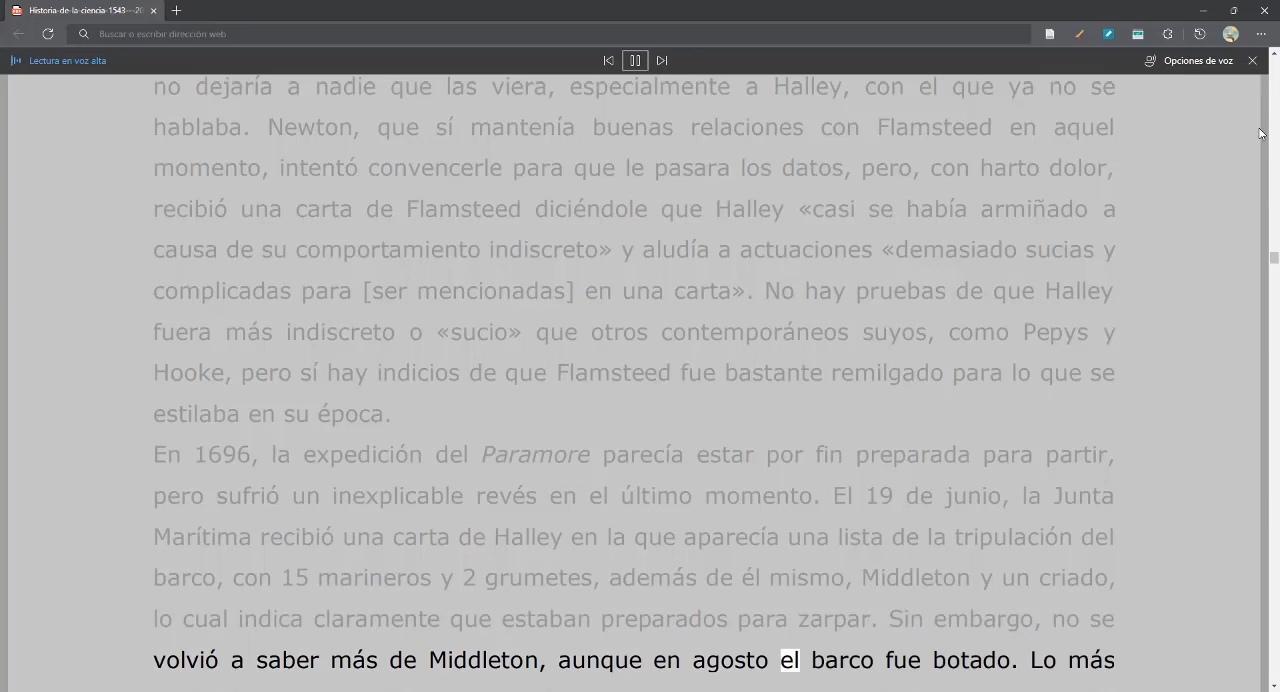 Historia-de-la-ciencia-1543---20
Buscar o escribir dirección web
Lectura en voz alta
Opciones de voz
no dejaría a nadie que las viera, especialmente a Halley, con el que ya no se
hablaba. Newton, que sí mantenía buenas relaciones con Flamsteed en aquel
momento, intentó convencerle para que le pasara los datos, pero, con harto dolor,
recibió una carta de Flamsteed diciéndole que Halley «casi se había armiñado a
causa de su comportamiento indiscreto» y aludía a actuaciones «demasiado sucias y
complicadas para [ser mencionadas] en una carta». No hay pruebas de que Halley
fuera más indiscreto o «sucio» que otros contemporáneos suyos, como Pepys y
Hooke, pero sí hay indicios de que Flamsteed fue bastante remilgado para lo que se
estilaba en su época.
En 1696, la expedición del Paramore parecía estar por fin preparada para partir,
pero sufrió un inexplicable revés en el último momento. El 19 de junio, la Junta
Marítima recibió una carta de Halley en la que aparecía una lista de la tripulación del
barco, con 15 marineros y 2 grumetes, además de él mismo, Middleton y un criado,
lo cual indica claramente que estaban preparados para zarpar. Sin embargo, no se
volvió a saber más de Middleton, aunque en agosto el barco fue botado. Lo más